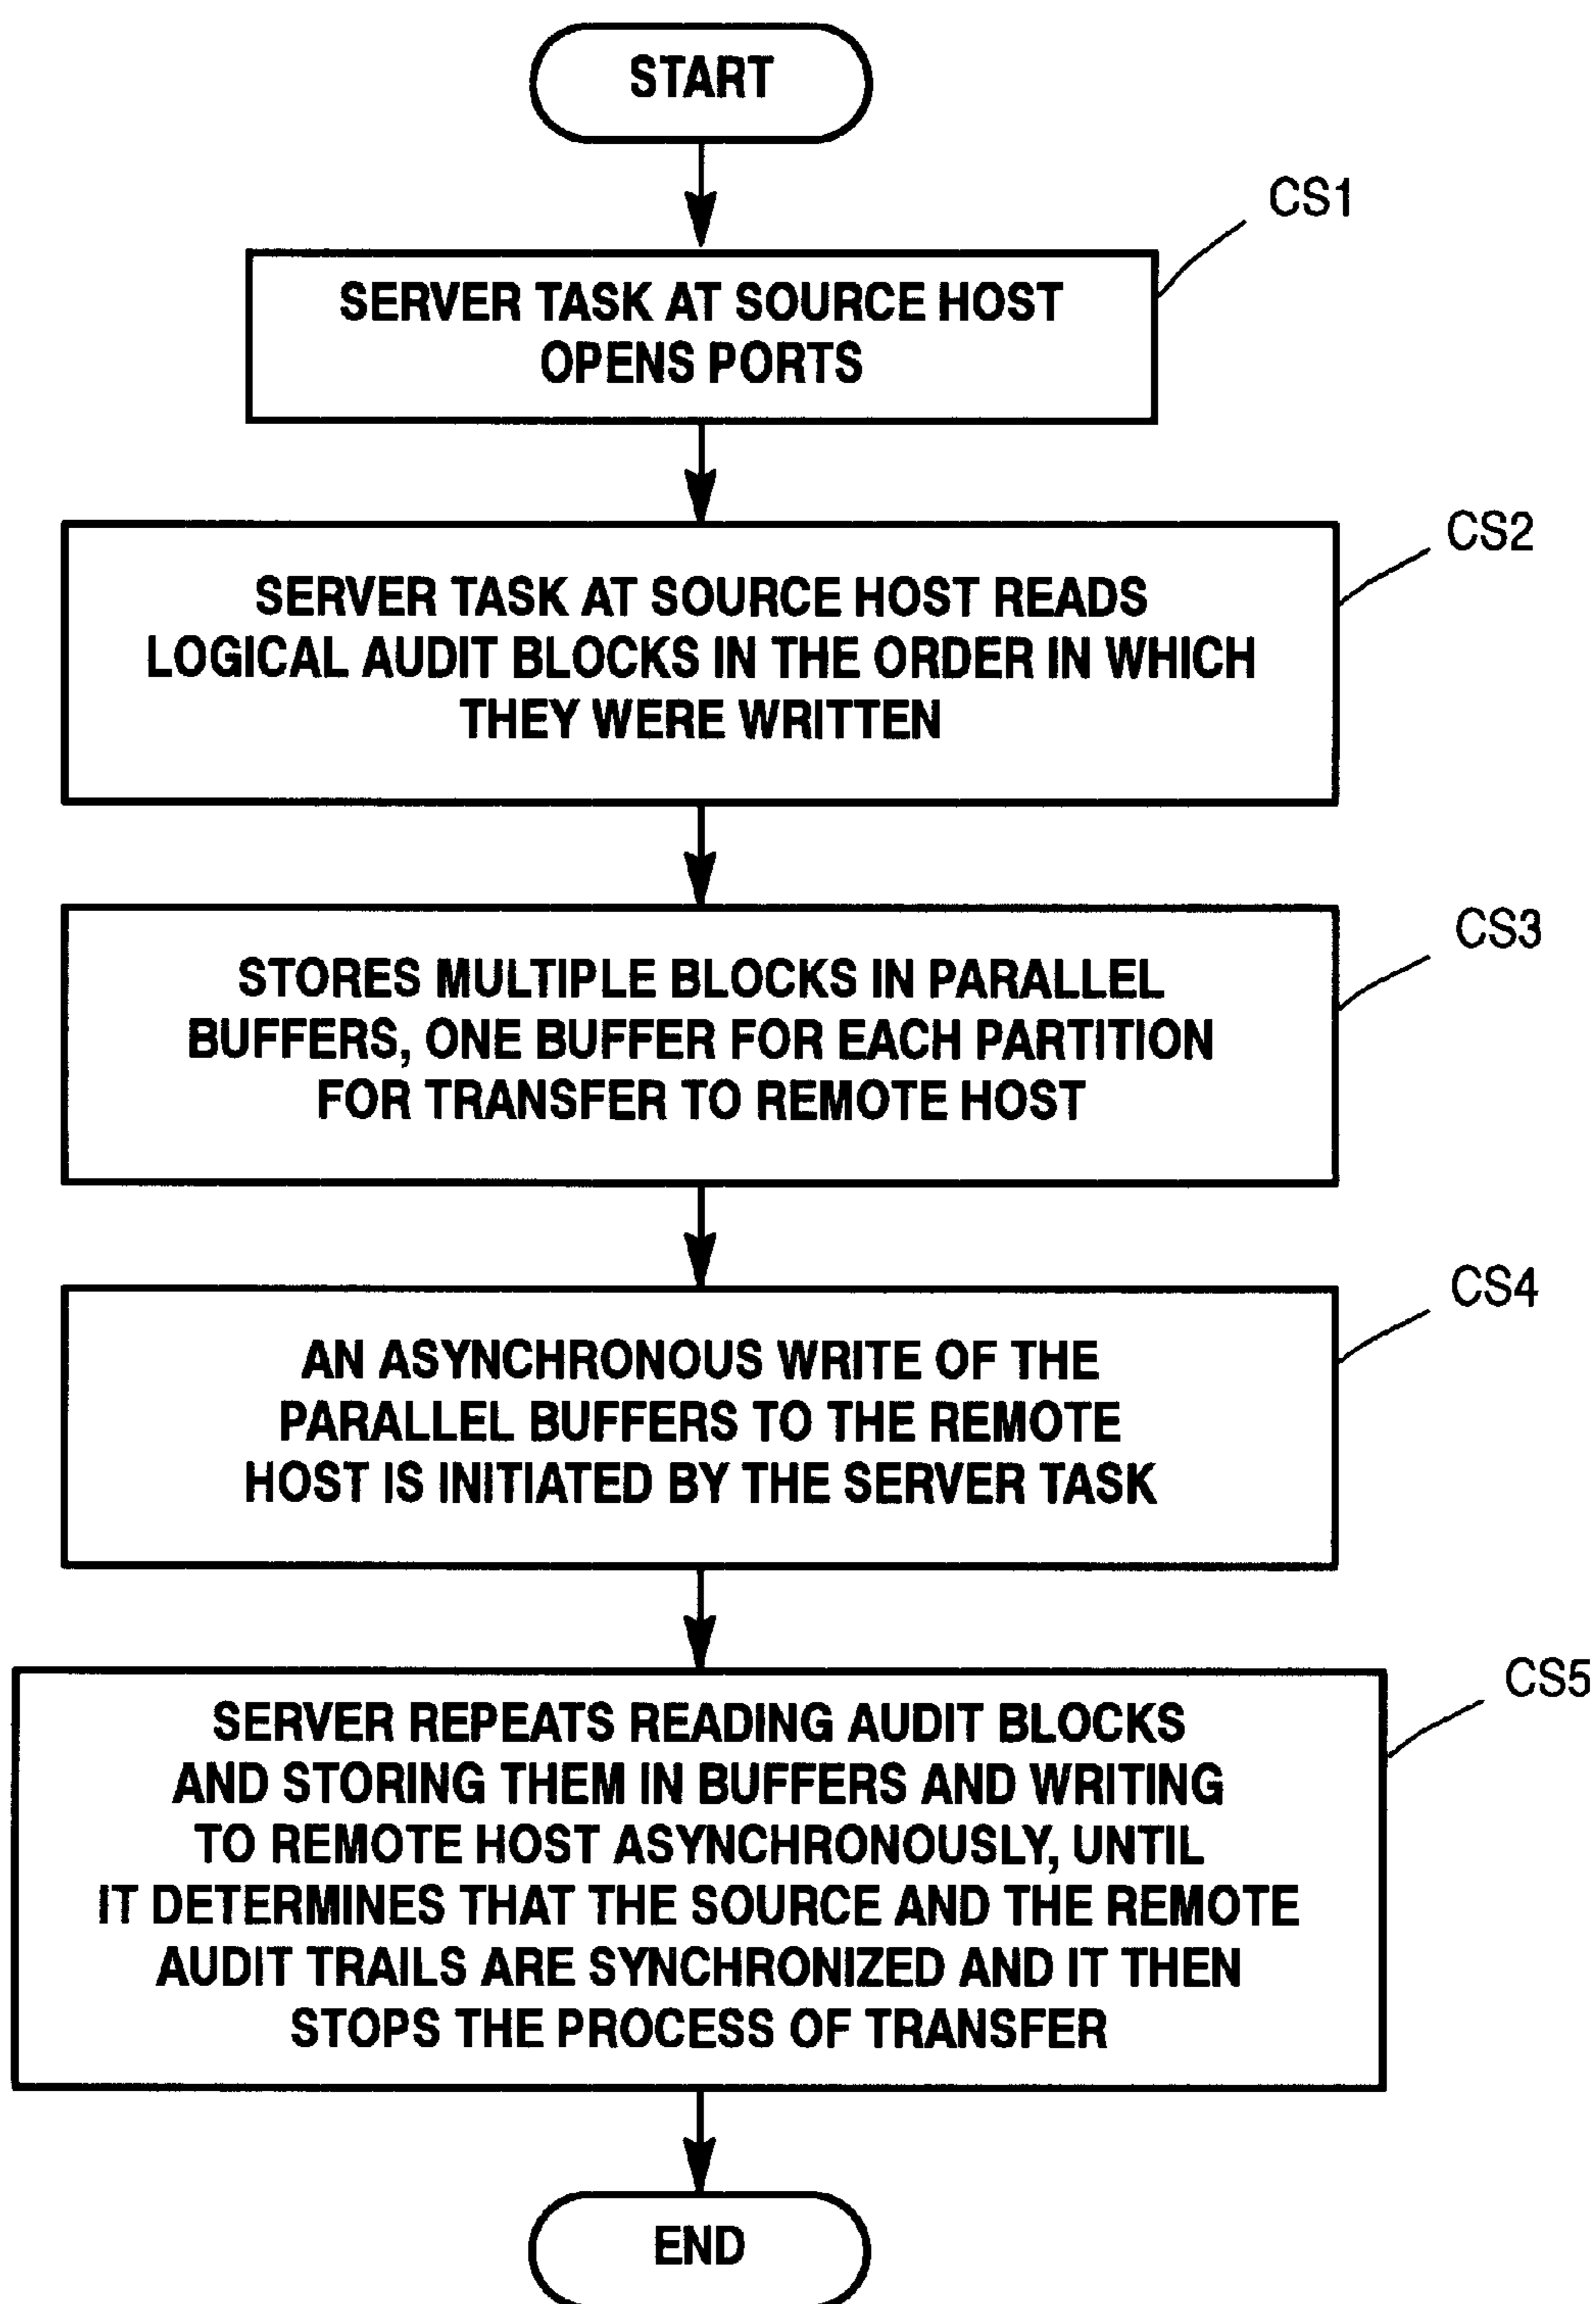 START
CS1
SERVER TASK AT SOURCE HOST
OPENS PORTS
CS2
SERVER TASK AT SOURCE HOST READS
LOGICAL AUDIT BLOCKS IN THE ORDER IN WHICH
THEY WERE WRITTEN
CS3
STORES MULTIPLE BLOCKS IN PARALLEL
BUFFERS, ONE BUFFER FOR EACH PARTITION
FOR TRANSFER TO REMOTE HOST
CS4
AN ASYNCHRONOUS WRITE OF THE
PARALLEL BUFFERS TO THE REMOTE
HOST IS INITIATED BY THE SERVER TASK
CS5
SERVER REPEATS READING AUDIT BLOCKS
AND STORING THEM IN BUFFERS AND WRITING
TO REMOTE HOST ASYNCHRONOUSLY, UNTIL
IT DETERMINES THAT THE SOURCE AND THE REMOTE
AUDIT TRAILS ARE SYNCHRONIZED AND IT THEN
STOPS THE PROCESS OF TRANSFER
END